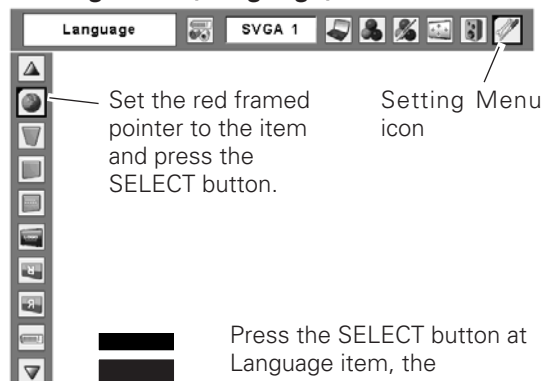 Language
SVGA 1
Set the red framed
pointer to the item
and press the
SELECT button.
Setting Menu
icon
Press the SELECT button at
Language item, the